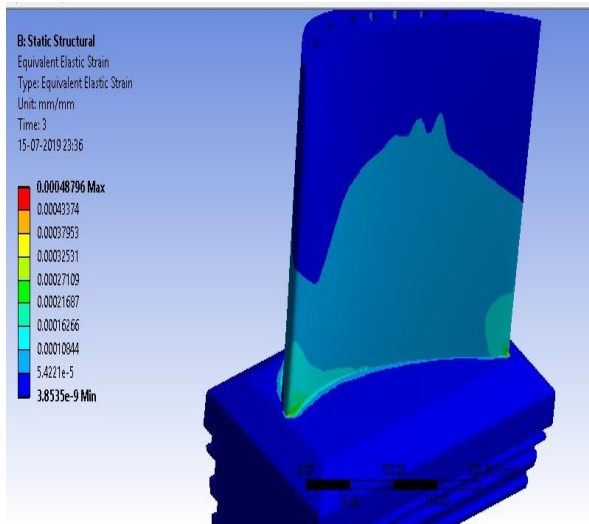 B: Static Structural
Equivalent Elastic Strain
Type: Equivalent Elastic Strain
Unit: mm/mm
Time: 3
15-07-2019 23:36
0.00048796 Max
0.00043374
0.00037953
0.00032531
0.00027109
0.00021687
0.00016266
0.00010844
5.4221e-5
3.8535e-9 Min